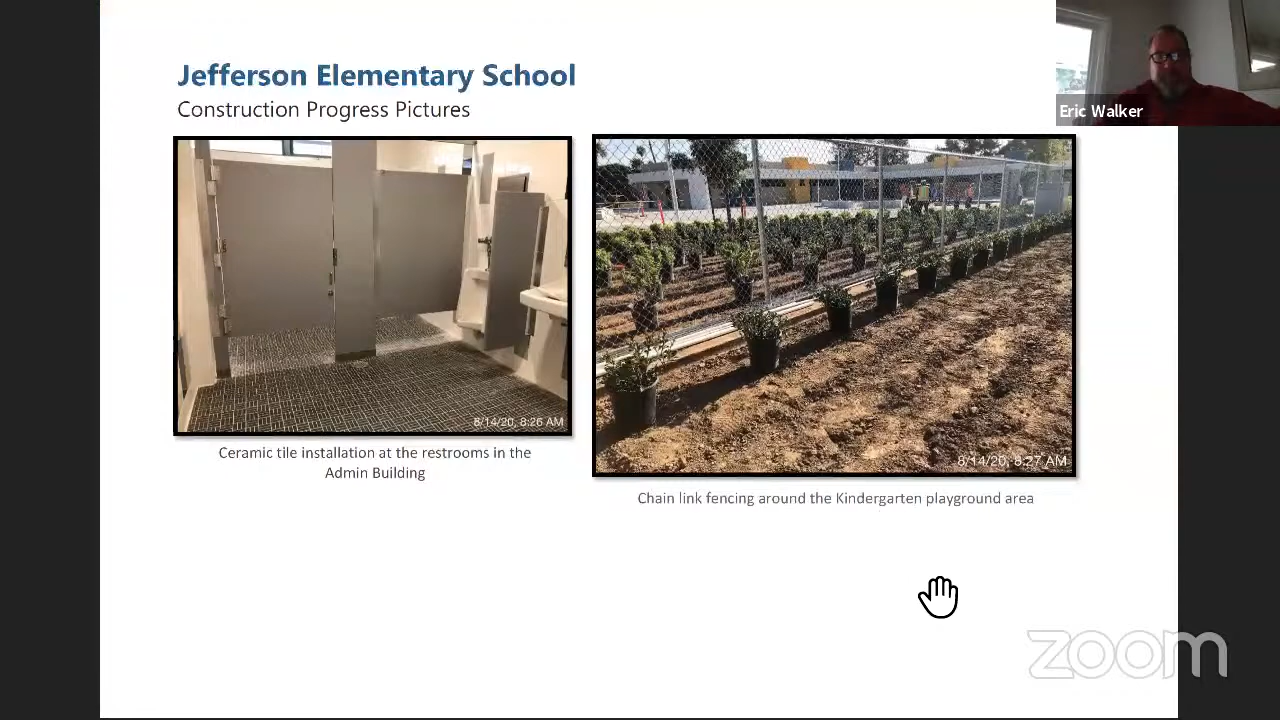 Jefferson Elementary School
Construction Progress Pictures
Eric Walker
8/14/20, 8:26 AM
8/14/20, 8:27 AM
Ceramic tile installation at the restrooms in the
Admin Building
Chain link fencing around the Kindergarten playground area
zoom